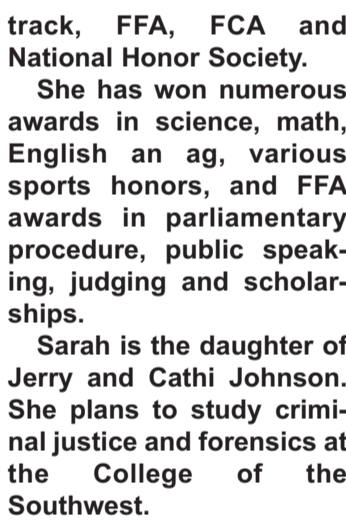 track, FFA, FCA and
National Honor Society.
She has won numerous
awards in science, math,
English an ag, various
sports honors, and FFA
awards in parliamentary
procedure, public speak-
ing, judging and scholar-
ships.
Sarah is the daughter of
Jerry and Cathi Johnson.
She plans to study crimi-
nal justice and forensics at
the College of the
Southwest.